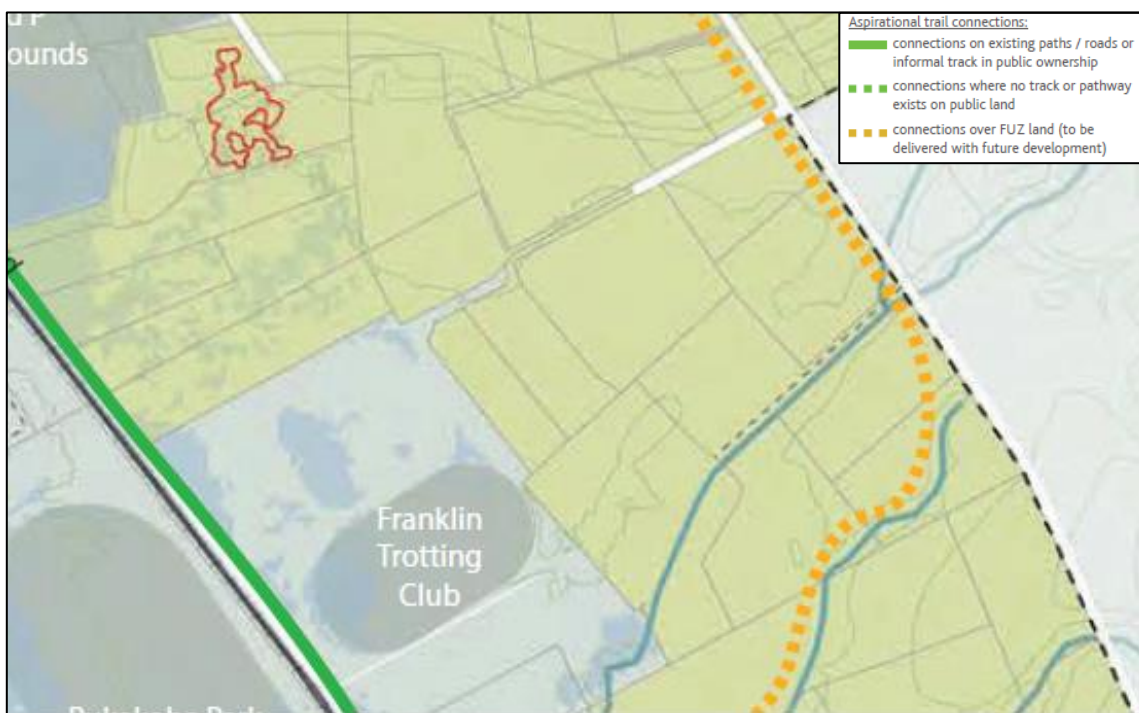 ounds
Aspirational trail connections:
connections on existing paths / roads or
informal track in public ownership
connections where no track or pathway
exists on public land
connections over FUZ land (to be
delivered with future development)
Franklin
Trotting
Club